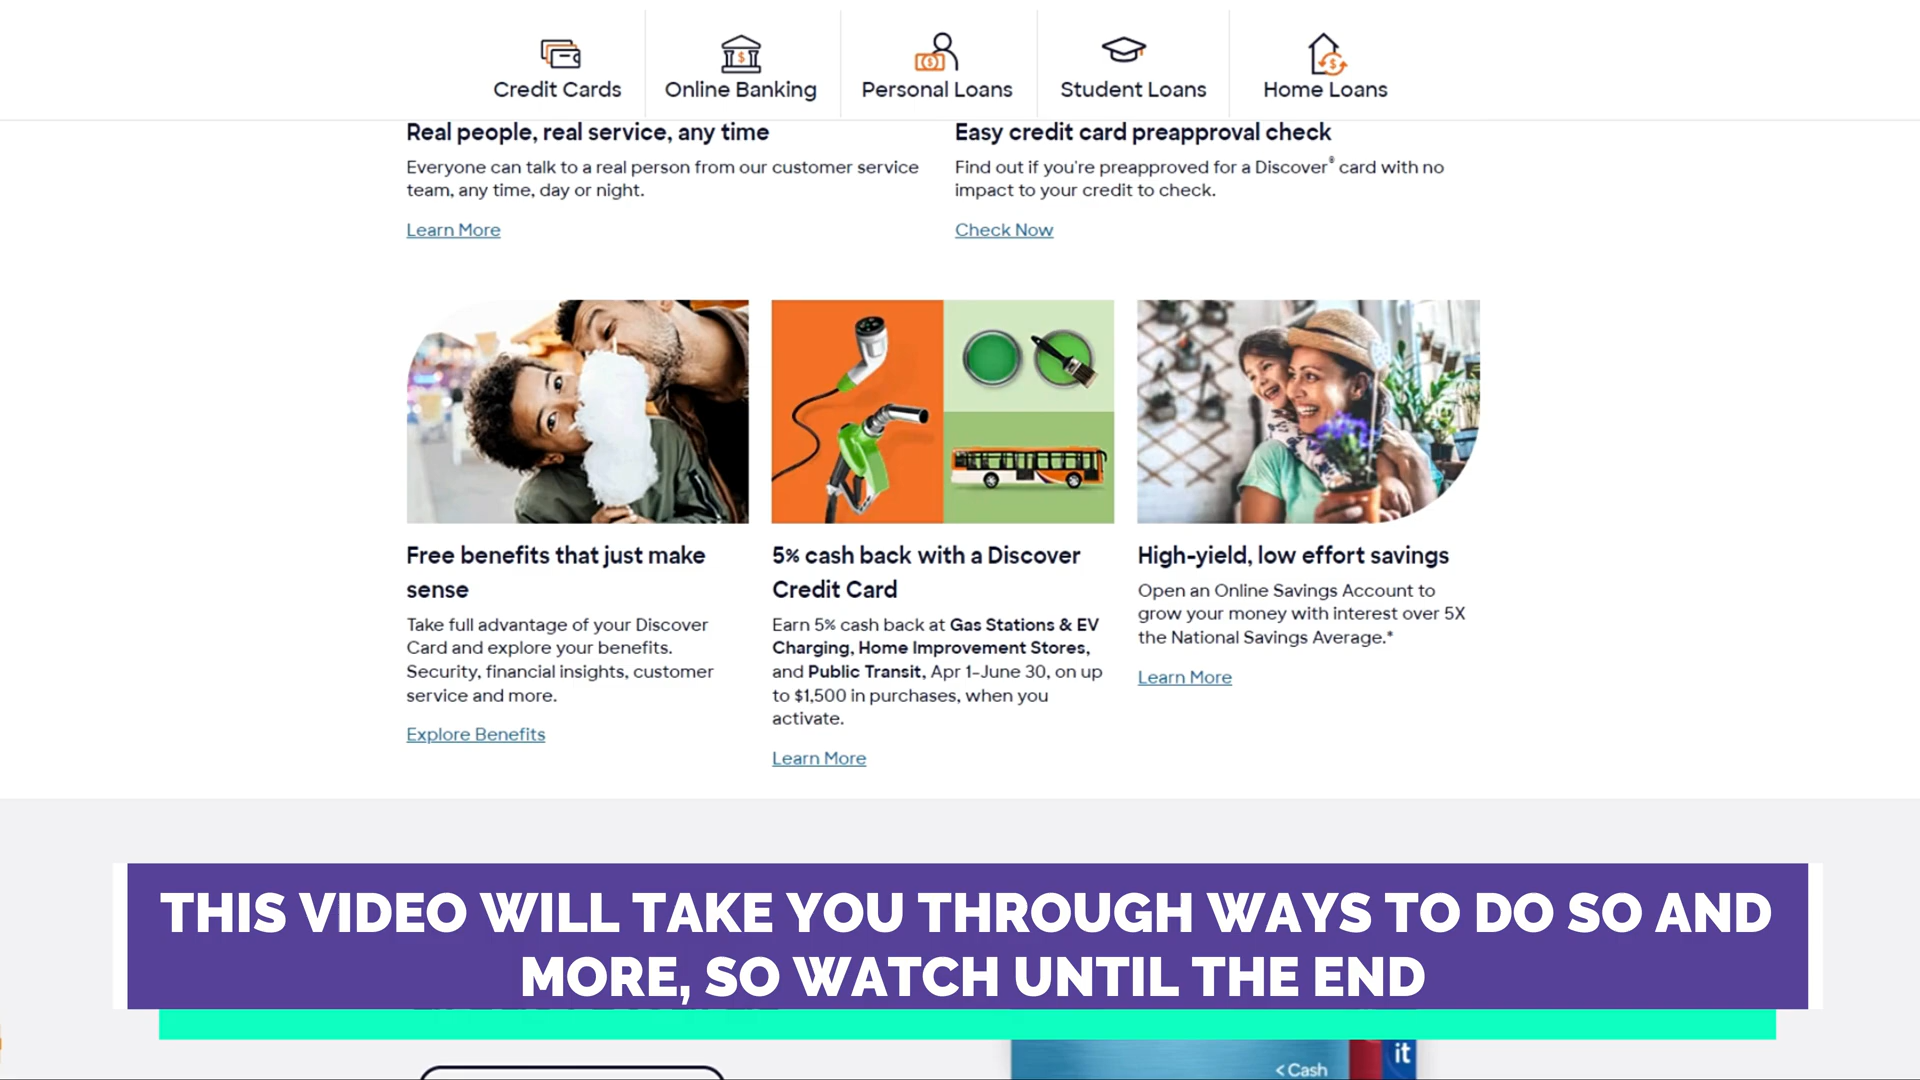 Credit Cards
Online Banking
Personal Loans
Student Loans
Home Loans
Real people, real service, any time
Everyone can talk to a real person from our customer service
team, any time, day or night.
Learn More
Easy credit card preapproval check
Find out if you're preapproved for a Discover® card with no
impact to your credit to check.
Check Now
Free benefits that just make
sense
Take full advantage of your Discover
Card and explore your benefits.
Security, financial insights, customer
service and more.
Explore Benefits
5% cash back with a Discover
Credit Card
Earn 5% cash back at Gas Stations & EV
Charging, Home Improvement Stores,
and Public Transit, Apr 1-June 30, on up
to $1,500 in purchases, when you
activate.
Learn More
High-yield, low effort savings
Open an Online Savings Account to
grow your money with interest over 5X
the National Savings Average.*
Learn More
THIS VIDEO WILL TAKE YOU THROUGH WAYS TO DO SO AND
MORE, SO WATCH UNTIL THE END
it
< Cash